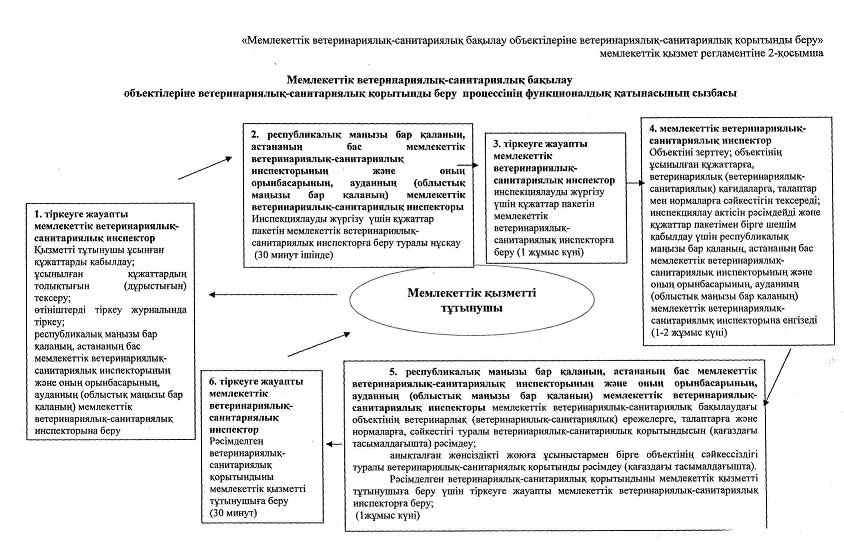 «Мемлекеттік ветеринариялық-санитариялық бақылау объектілеріне ветеринариялық-санитариялық қорытынды беру»
мемлекеттік қызмет регламентіне 2-қосымша
Мемлекеттік ветеринариялық-санитариялық бақылау
объектілеріне ветеринариялық-санитариялық қорытынды беру процессінің функционалдық қатынасының сызбасы
1. тіркеуге жауапты
мемлекеттік ветеринариялық-
санитариялық инспектор
Қызметті тұтынушы ұсынған
құжаттарды қабылдау;
ұсынылған құжаттардың
толықтығын (дұрыстығын)
тексеру;
өтініштерді тіркеу журналында
тіркеу;
республикалық маңызы бар
қаланың, астананың бас
мемлекеттік ветеринариялық-
санитариялық инспекторының
және оның орынбасарының,
ауданның (облыстық маңызы бар
қаланың) мемлекеттік
ветеринариялық-санитариялық
инспекторына беру
2. республикалық маңызы бар қаланың,
астананың бас мемлекеттік
ветеринариялық-санитариялық
инспекторының және оның
орынбасарының, ауданның (облыстық
маңызы бар қаланың) мемлекеттік
ветеринариялық-санитариялық инспекторы
Инспекциялауды жүргізу үшін құжаттар
пакетін мемлекеттік ветеринариялық-
санитариялық инспекторға беру туралы нұсқау
(30 минут ішінде)
3. тіркеуге жауапты
мемлекеттік
ветеринариялық-
санитариялық инспектор
инспекциялауды жүргізу
үшін құжаттар пакетін
мемлекеттік
ветеринариялық-
санитариялық инспекторға
беру (1 жұмыс күні)
4. мемлекеттік ветеринариялық-
санитариялық инспектор
Объектіні зерттеу; объектінің
ұсынылған құжаттарға,
ветеринариялық (ветеринариялық-
санитариялық) қағидаларға, талаптар
мен нормаларға сәйкестігін тексереді;
инспекциялау актісін рәсімдейді және
құжаттар пакетімен бірге шешім
қабылдау үшін республикалық
маңызы бар қаланың, астананың бас
мемлекеттік ветеринариялық-
санитариялық инспекторының және
оның орынбасарының, ауданның
(облыстық маңызы бар қаланың)
мемлекеттік ветеринариялық-
санитариялық инспекторына енгізеді
(1-2 жұмыс күні)
Мемлекеттік қызметті
тұтынушы
5. республикалық маңызы бар қаланың, астананың бас мемлекеттік
ветеринариялық-санитариялық инспекторының және оның орынбасарының,
ауданның (облыстық маңызы бар қаланың) мемлекеттік ветеринариялық-
санитариялық инспекторы мемлекеттік ветеринариялық-санитариялық бақылаудағы
объектінің ветеринарлық (ветеринариялық-санитариялық) ережелерге, талаптарға және
нормаларға, сәйкестігі туралы ветеринариялық-санитариялық қорытындысын (қағаздағы
тасымалдағышта) рәсімдеу;
анықталған жөнсіздікті жоюға ұсыныстармен бірге объектінің сәйкессіздігі
туралы ветеринариялық-санитариялық қорытынды рәсімдеу (қағаздағы тасымалдағышта).
Рәсімделген ветеринариялық-санитариялық қорытындыны мемлекеттік қызметті
тұтынушыға беру үшін тіркеуге жауапты мемлекеттік ветеринариялық-санитариялық
инспекторға беру;
(1жұмыс күні)
6. тіркеуге жауапты
мемлекеттік
ветеринариялық-
санитариялық
инспектор
Рәсімделген
ветеринариялық-
санитариялық
қорытындыны
мемлекеттік қызметті
тұтынушыға беру
(30 минут)